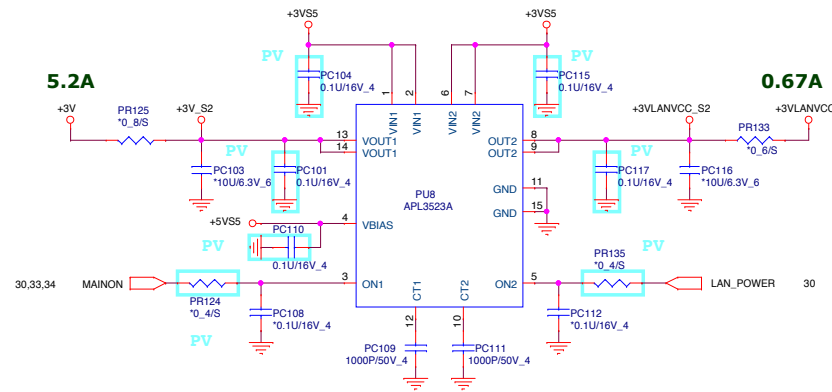 +3VS5
+3VS5
PV
PV
5.2A
0.67A
PC104
0.1U/16V_4
PC115
0.1U/16V_4
1
2
6
7
VIN1
VIN1
VIN2
VIN2
+3V
PR125
*0_8/S
+3V_S2
+3VLANVCC_S2
+3VLANVCC
PR133
*0_6/S
13
VOUT1
14
VOUT1
8
OUT2
9
OUT2
PV
PV
PC103
*10U/6.3V_6
PC101
0.1U/16V_4
PC117
0.1U/16V_4
PC116
*10U/6.3V_6
PU8
APL3523A
11
GND
15
GND
+5VS5
4
VBIAS
PC110
0.1U/16V_4
PV
PV
30,33,34
MAINON
PR124
*0_4/S
3
ON1
5
ON2
PR135
*0_4/S
LAN_POWER
30
CT1
CT2
PC108
*0.1U/16V_4
PC112
*0.1U/16V_4
PV
12
10
PC109
1000P/50V_4
PC111
1000P/50V_4